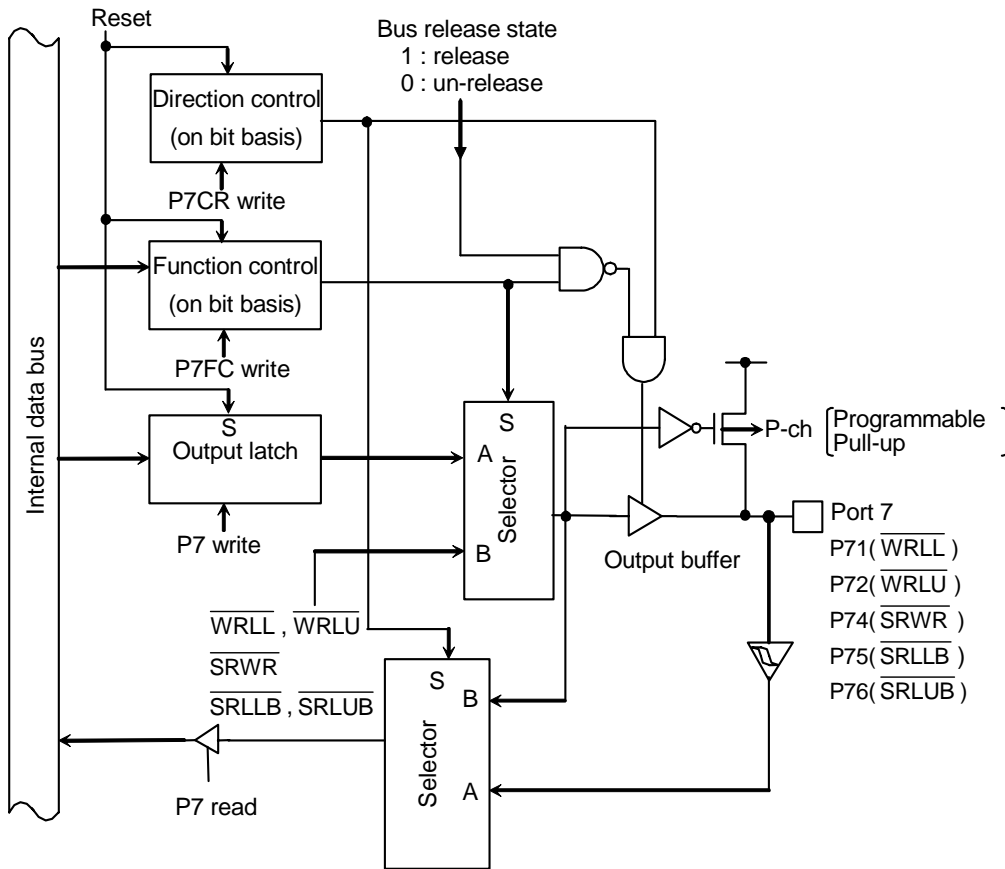 Reset
Bus release state
1 : release
0 : un-release
Direction control
(on bit basis)
P7CR write
Function control
(on bit basis)
P7FC write
Internal data bus
S
Output latch
P7 write
S
A
B
Selector
P-ch
Programmable
Pull-up
Output buffer
Port 7
P71( WRLL )
P72( WRLU )
P74( SRWR )
P75( SRLLB )
P76( SRLUB )
WRLL , WRLU
SRWR
SRLLB , SRLUB
S
B
A
Selector
P7 read